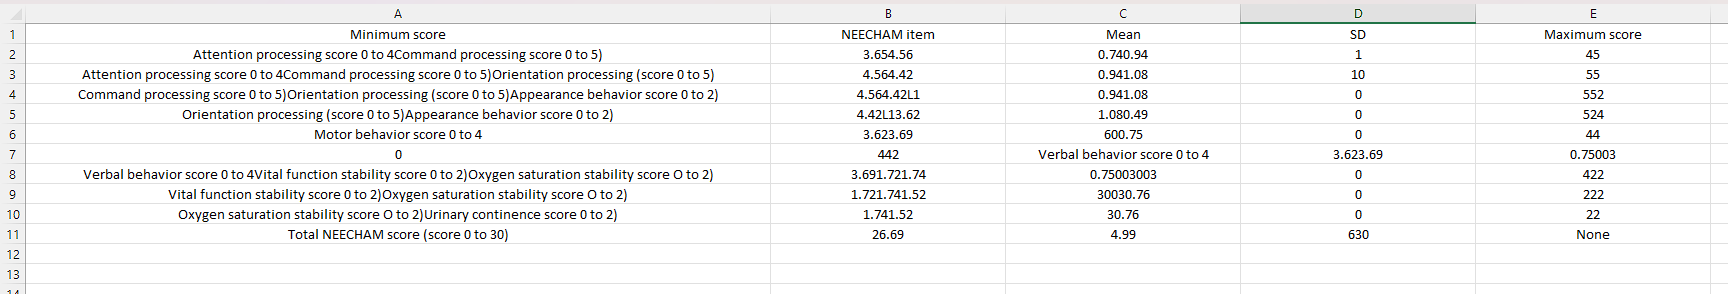 A B C D E
1 Minimum score NEECHAM item Mean SD Maximum score
2 Attention processing score 0 to 4Command processing score 0 to 5) 3.654.56 0.740.94 1 45
3 Attention processing score 0 to 4Command processing score 0 to 5)Orientation processing (score 0 to 5) 4.564.42 0.941.08 10 55
4 Command processing score 0 to 5)Orientation processing (score 0 to 5)Appearance behavior score 0 to 2) 4.564.42L1 0.941.08 0 552
5 Orientation processing (score 0 to 5)Appearance behavior score 0 to 2) 4.42L13.62 1.080.49 0 524
6 Motor behavior score 0 to 4 3.623.69 600.75 0 44
7 0 442 Verbal behavior score 0 to 4 3.623.69 0.75003
8 Verbal behavior score 0 to 4Vital function stability score 0 to 2)Oxygen saturation stability score O to 2) 3.691.721.74 0.75003003 0 422
9 Vital function stability score 0 to 2)Oxygen saturation stability score O to 2) 1.721.741.52 30030.76 0 222
10 Oxygen saturation stability score O to 2)Urinary continence score 0 to 2) 1.741.52 30.76 0 22
11 Total NEECHAM score (score 0 to 30) 26.69 4.99 630 None
12
13
14